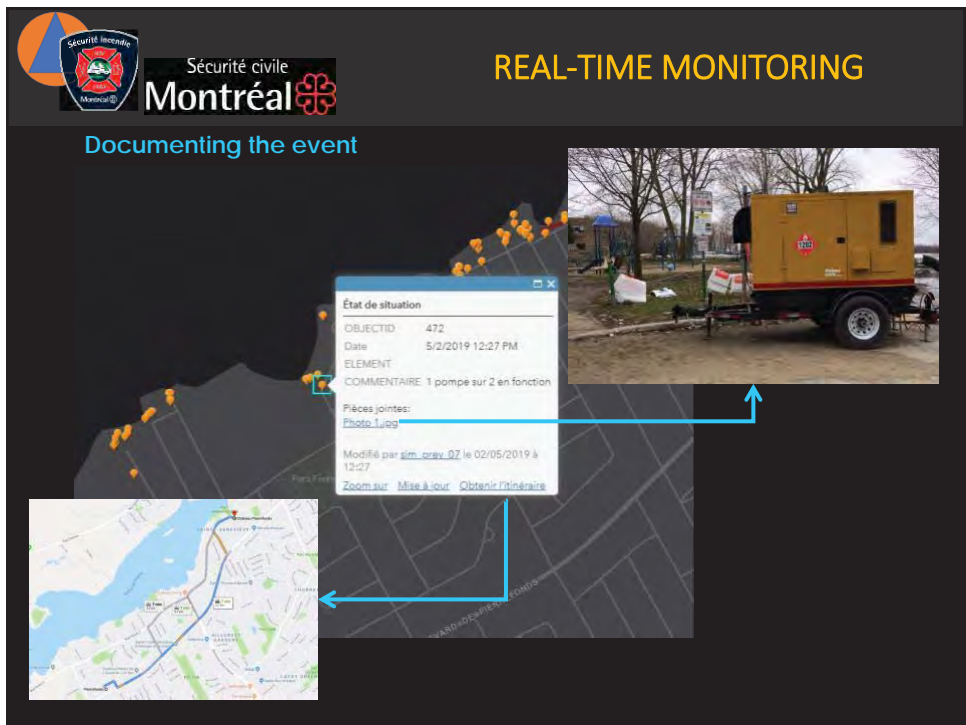 Sécurité incendie
Montréal
Sécurité civile
Montréal
REAL-TIME MONITORING
Documenting the event
1202
État de situation
OBJECTID 472
Date 5/2/2019 12:27 PM
ELEMENT
COMMENTAIRE 1 pompe sur 2 en fonction
Pièces jointes:
Photo 1.jpg
Modifié par sim_prev_07 le 02/05/2019 à
12:27
Zoom sur Mise à jour Obtenir l'itinéraire